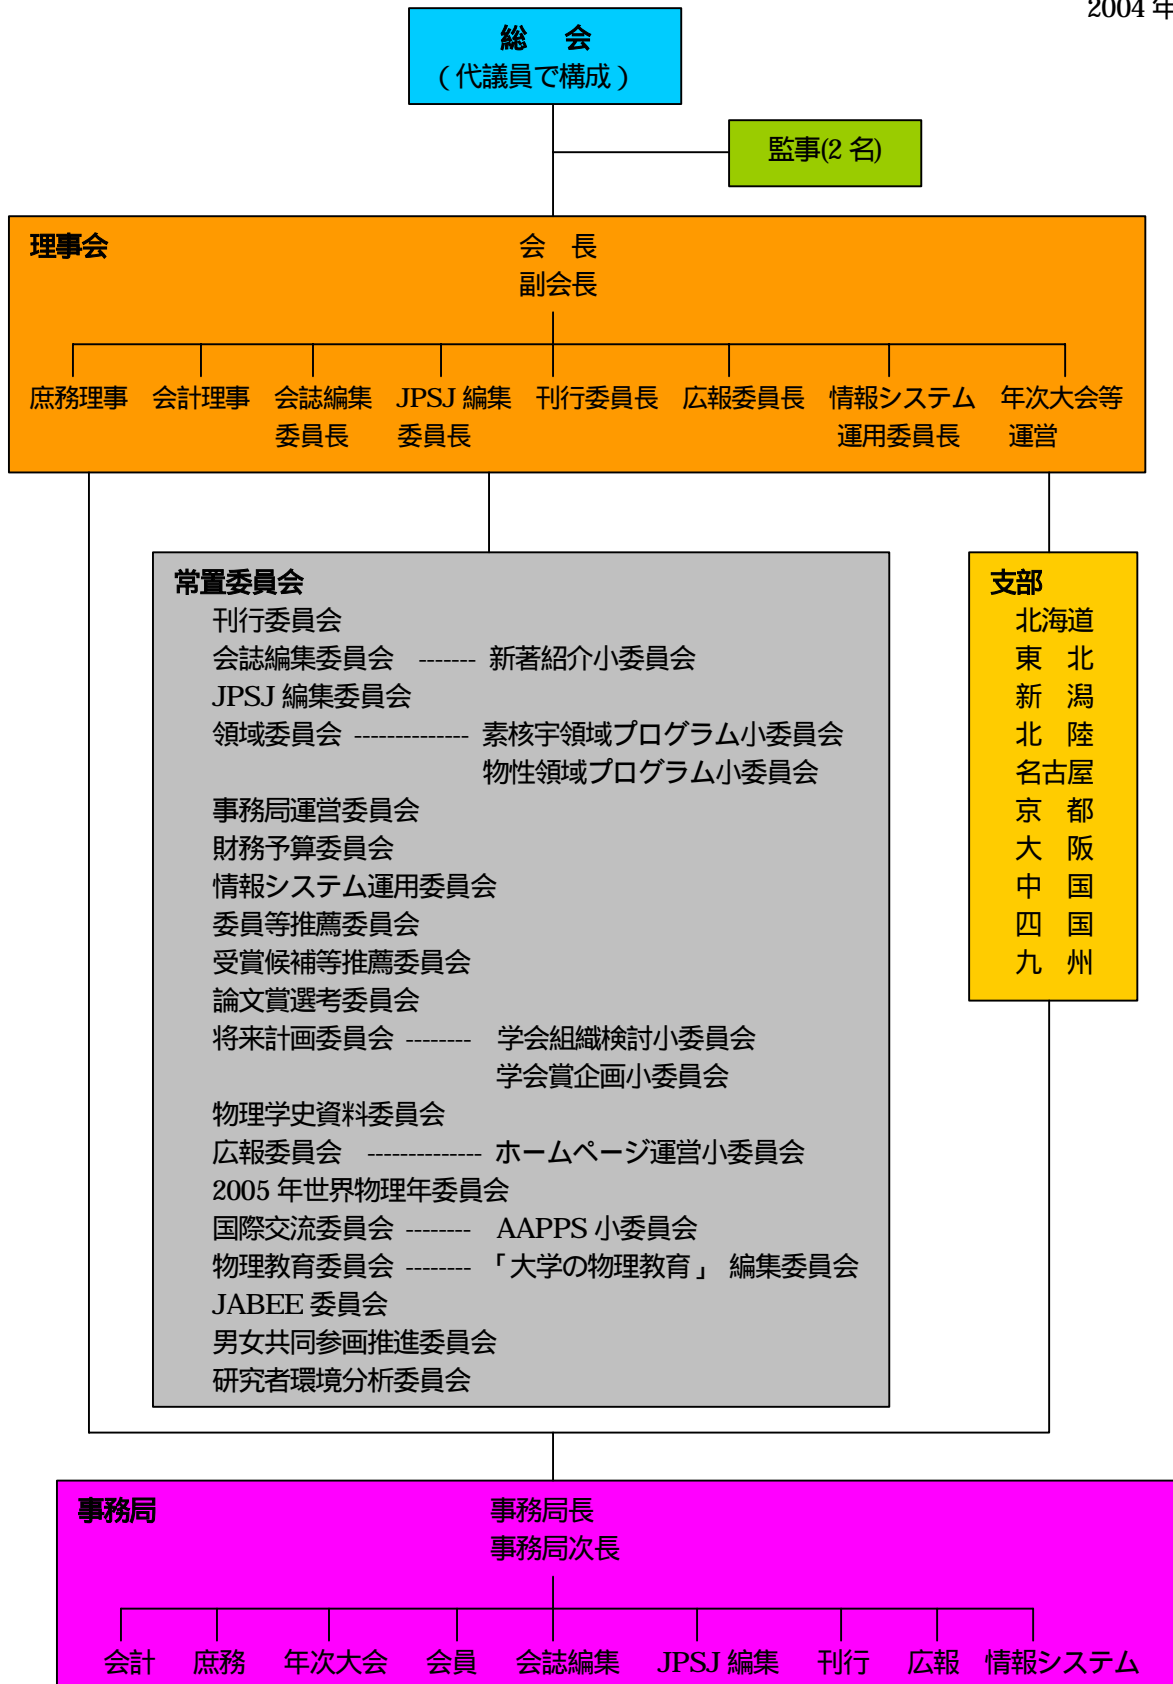 2004 年
総　会
（代議員で構成）
監事(2 名)
理事会
会　長
副会長
庶務理事　会計理事　会誌編集　JPSJ 編集　刊行委員長　広報委員長　情報システム　年次大会等
委員長　委員長　運用委員長　運営
常置委員会
刊行委員会
会誌編集委員会　-------　新著紹介小委員会
JPSJ 編集委員会
領域委員会 -------------- 素核宇領域プログラム小委員会
物性領域プログラム小委員会
事務局運営委員会
財務予算委員会
情報システム運用委員会
委員等推薦委員会
受賞候補等推薦委員会
論文賞選考委員会
将来計画委員会 --------　学会組織検討小委員会
学会賞企画小委員会
物理学史資料委員会
広報委員会　-------------- ホームページ運営小委員会
2005 年世界物理年委員会
国際交流委員会 --------　AAPPS 小委員会
物理教育委員会 --------　「大学の物理教育」 編集委員会
JABEE 委員会
男女共同参画推進委員会
研究者環境分析委員会
支部
北海道
東　北
新　潟
北　陸
名古屋
京　都
大　阪
中　国
四　国
九　州
事務局
事務局長
事務局次長
会計　庶務　年次大会　会員　会誌編集　JPSJ 編集　刊行　広報　情報システム